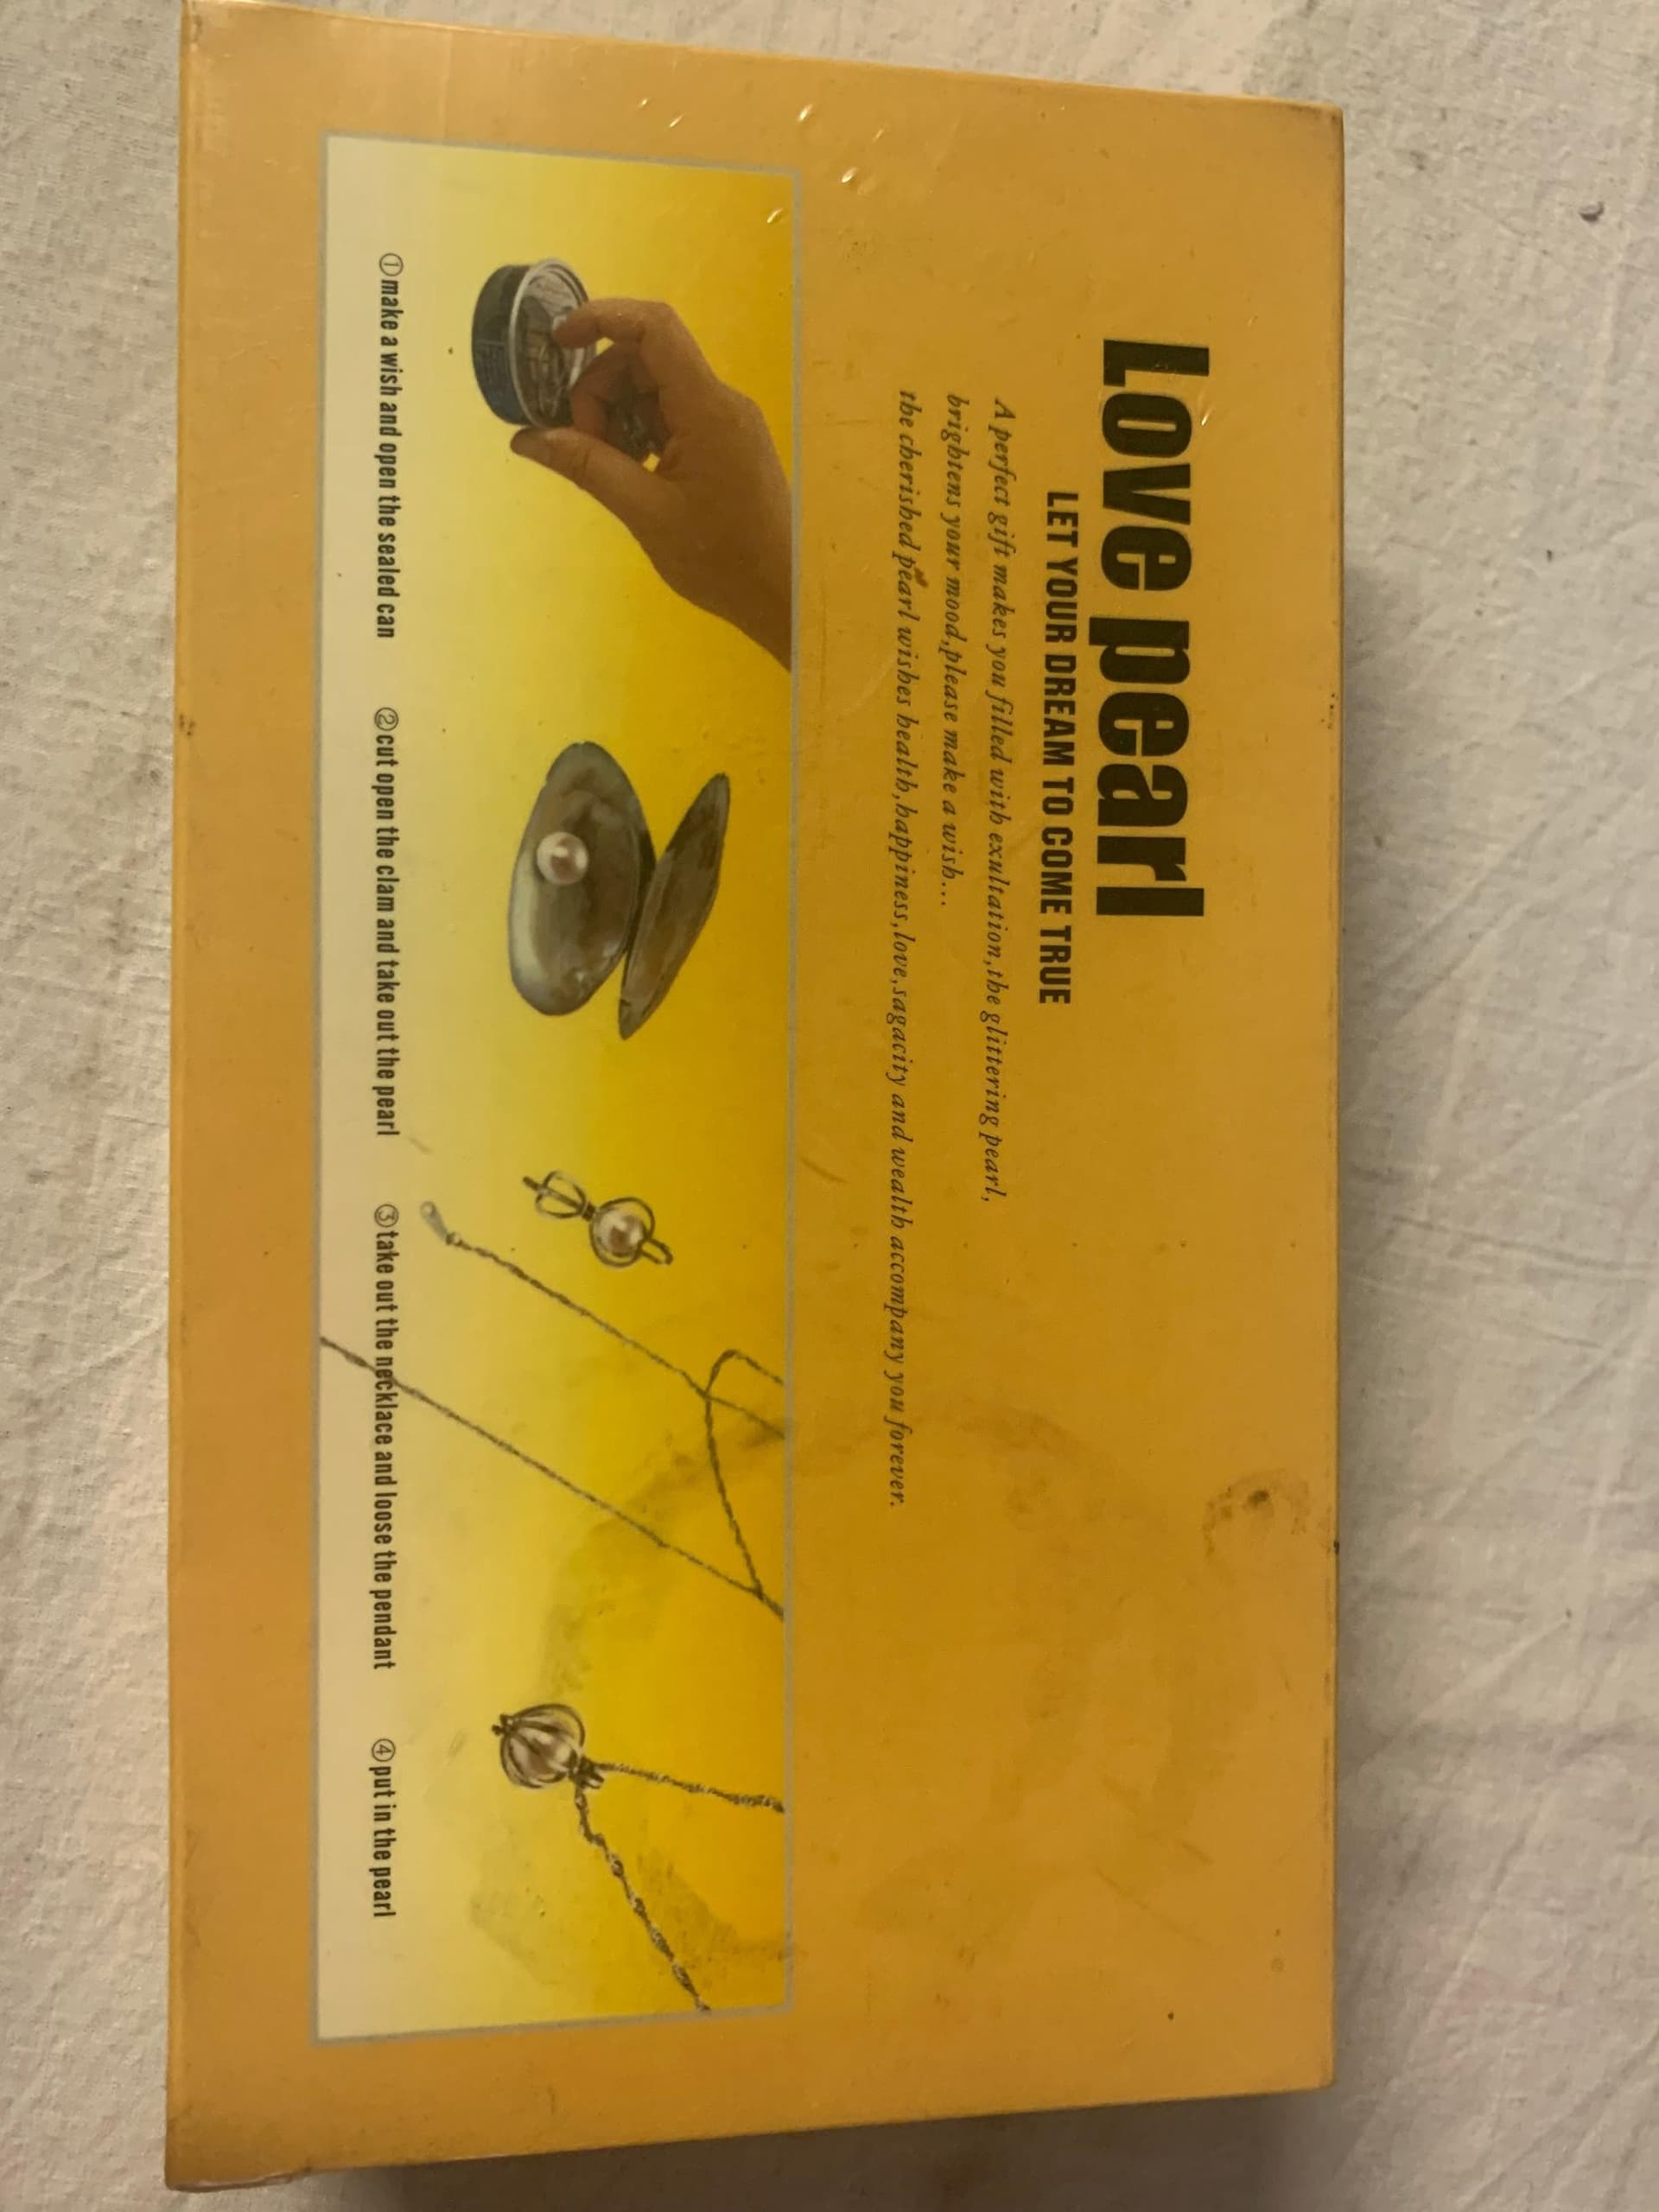 Love pearl
LET YOUR DREAM TO COME TRUE
A perfect gift makes you filled with exultation,the glittering pearl,
brightens your mood,please make a wish...
the cherished pearl wishes health,happiness,love,sagacity and wealth accompany you forever.
①make a wish and open the sealed can
②cut open the clam and take out the pearl
③take out the necklace and loose the pendant
④put in the pearl